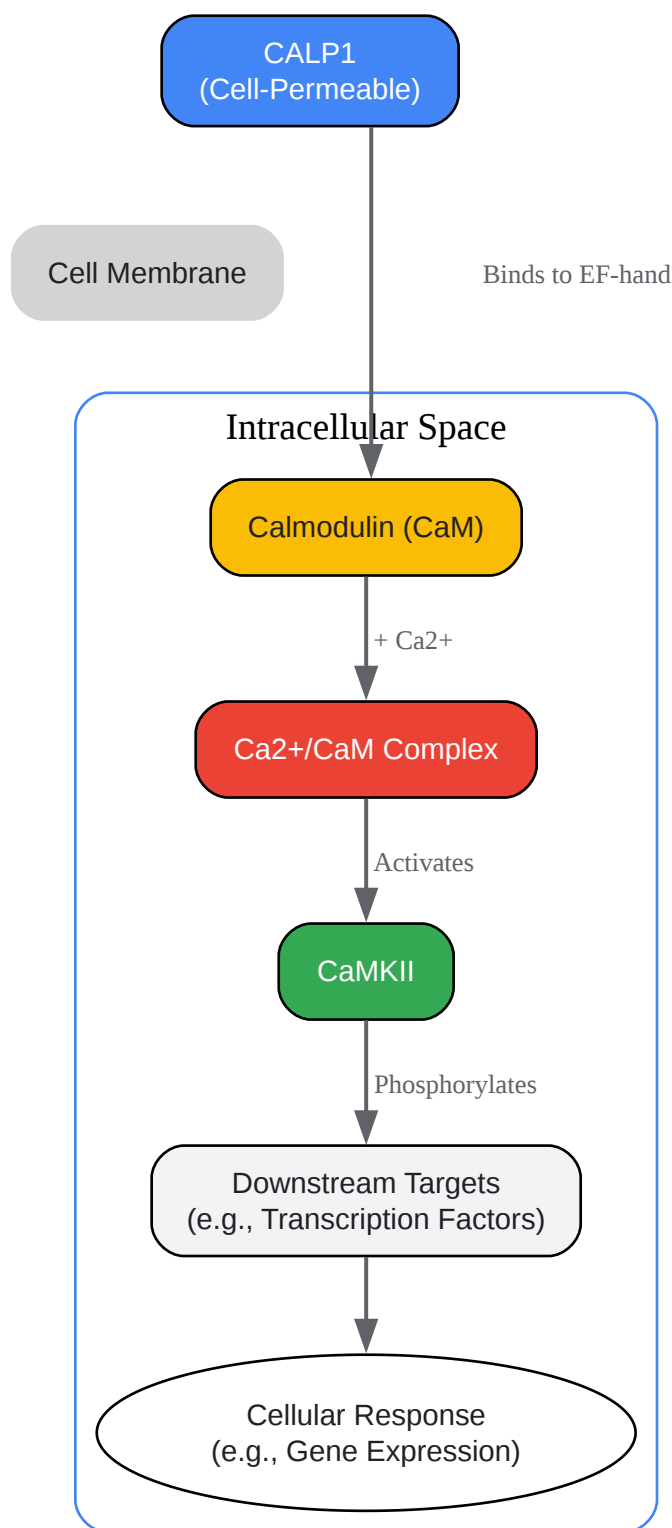 CALP1
(Cell-Permeable)
Cell Membrane
Binds to EF-hand
Intracellular Space
Calmodulin (CaM)
+ Ca2+
Ca2+/CaM Complex
Activates
CaMKII
Phosphorylates
Downstream Targets
(e.g., Transcription Factors)
Cellular Response
(e.g., Gene Expression)